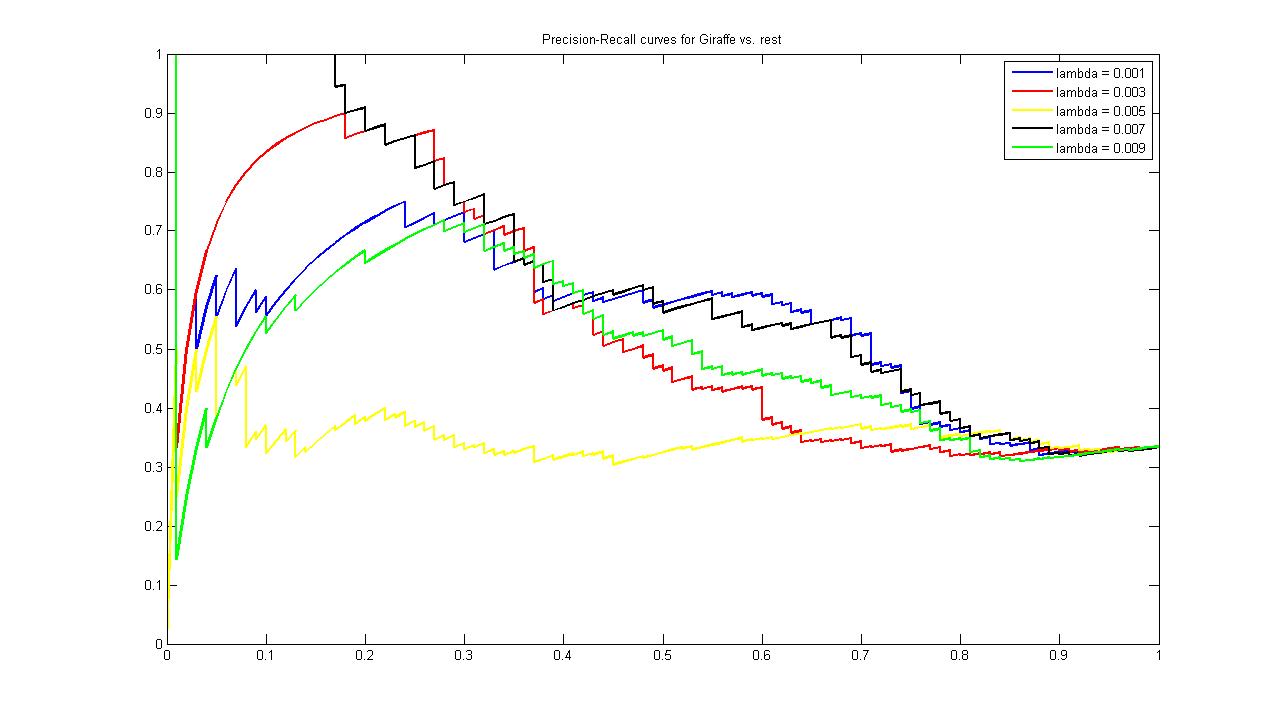 Precision-Recall curves for Giraffe vs. rest
1
0.9
0.8
0.7
0.6
0.5
0.4
0.3
0.2
0.1
0
0 0.1 0.2 0.3 0.4 0.5 0.6 0.7 0.8 0.9 1
lambda = 0.001
lambda = 0.003
lambda = 0.005
lambda = 0.007
lambda = 0.009